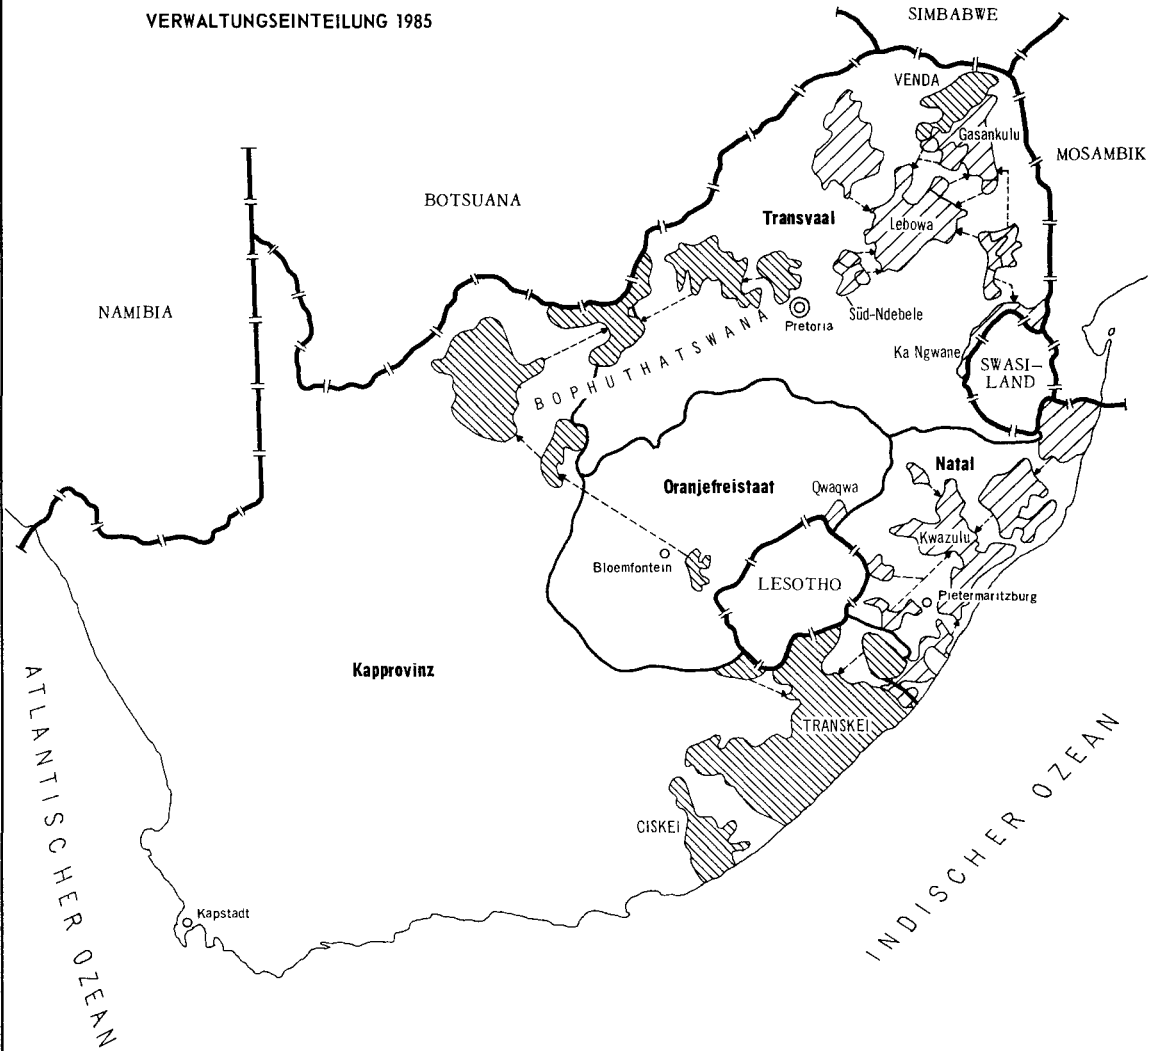 VERWALTUNGSEINTEILUNG 1985
SIMBABWE
VENDA
Gasankulu
MOSAMBIK
BOTSUANA
Transvaal
Lebowa
NAMIBIA
Süd-Ndebele
Pretoria
BOPHUTHATSWANA
Ka Ngwane
SWASI-
LAND
Natal
Oranjefreistaat
Qwaqwa
Kwazulu
Bloemfontein
LESOTHO
Pietermaritzburg
Kapprovinz
TRANSKEI
CISKEI
Kapstadt
ATLANTISCHER OZEAN
INDISCHER OZEAN